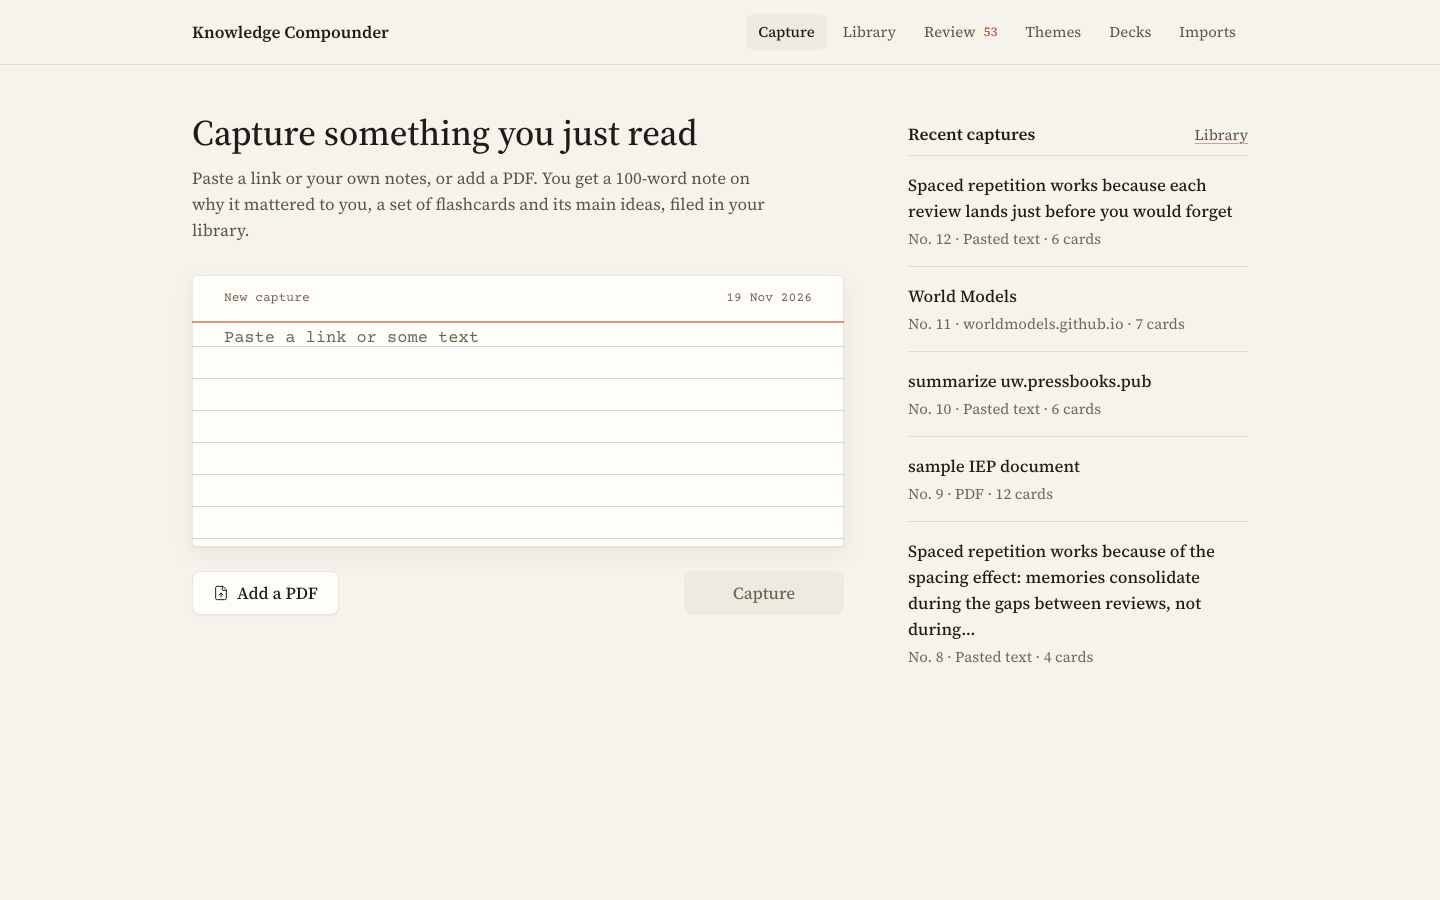 Knowledge Compounder
Capture
Library
Review 53
Themes
Decks
Imports
Capture something you just read
Paste a link or your own notes, or add a PDF. You get a 100-word note on
why it mattered to you, a set of flashcards and its main ideas, filed in your
library.
New capture
19 Nov 2026
Paste a link or some text
Add a PDF
Capture
Recent captures
Library
Spaced repetition works because each
review lands just before you would forget
No. 12 · Pasted text · 6 cards
World Models
No. 11 · worldmodels.github.io · 7 cards
summarize uw.pressbooks.pub
No. 10 · Pasted text · 6 cards
sample IEP document
No. 9 · PDF · 12 cards
Spaced repetition works because of the
spacing effect: memories consolidate
during the gaps between reviews, not
during…
No. 8 · Pasted text · 4 cards